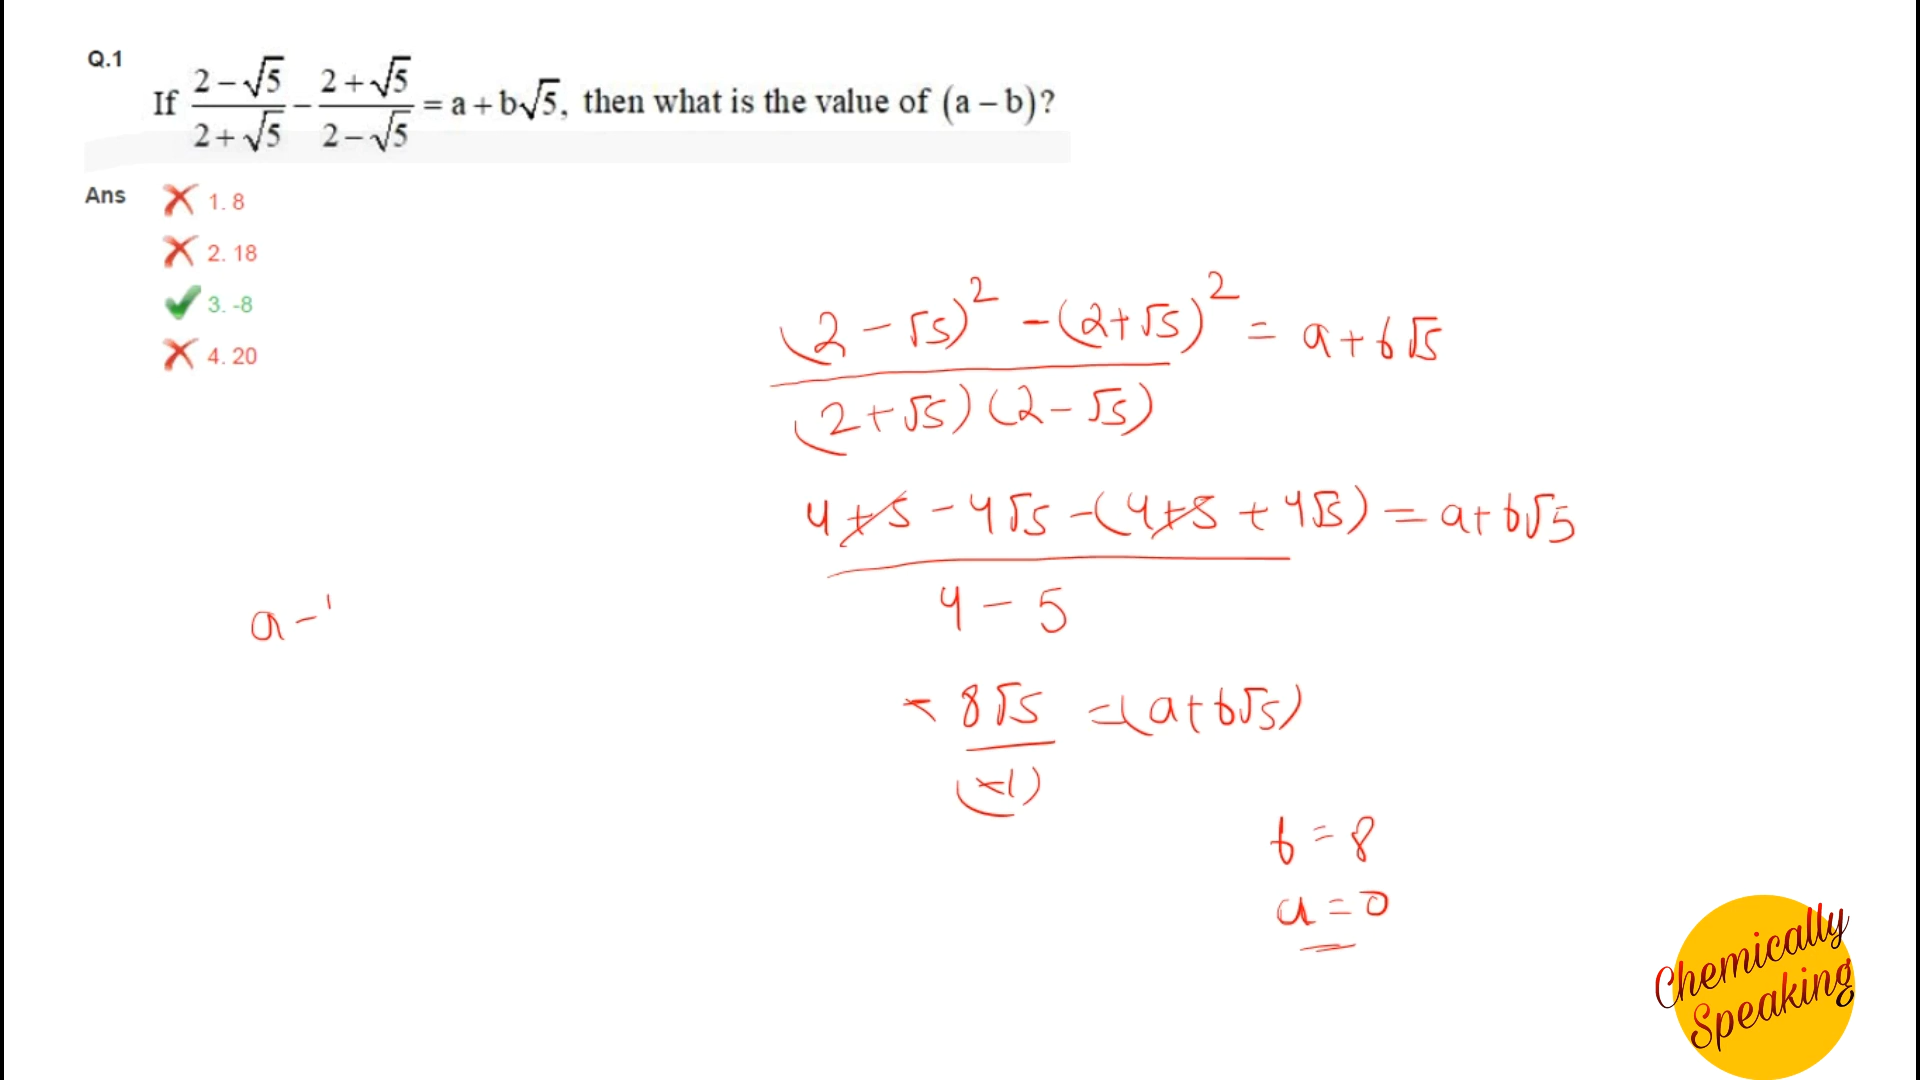 Q.1
If (2 − √5)/(2 + √5) − (2 + √5)/(2 − √5) = a + b√5, then what is the value of (a − b)?
Ans
1. 8
2. 18
3. -8
4. 20
((2 − √5)² − (2 + √5)²)/((2 + √5)(2 − √5)) = a + b√5
(4 + 5 − 4√5 − (4 + 5 + 4√5))/(4 − 5) = a + b√5
a −
− 8√5/(−1) = (a + b√5)
b = 8
a = 0
Chemically
Speaking